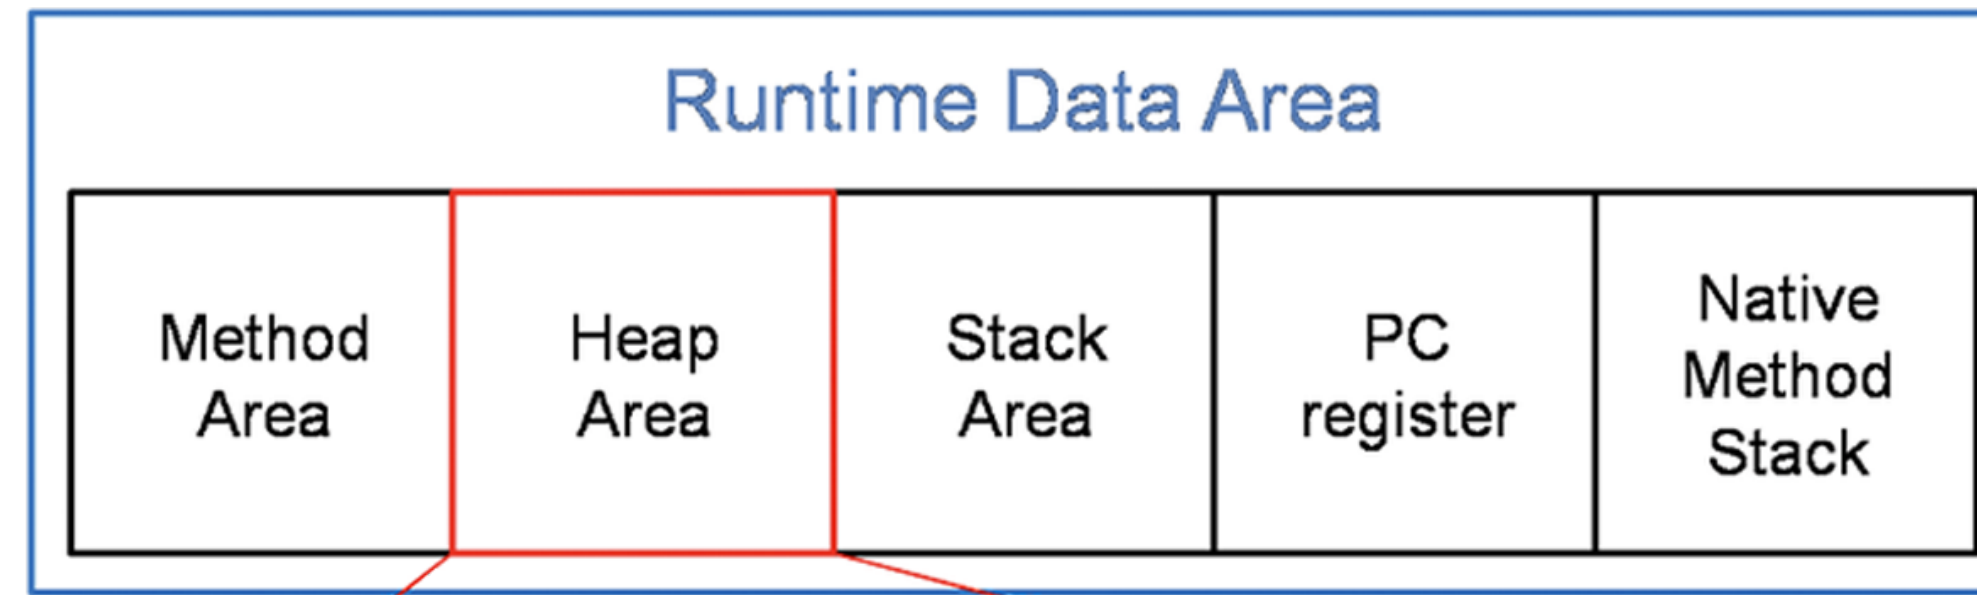 Runtime Data Area
Method
Area
Heap
Area
Stack
Area
PC
register
Native
Method
Stack